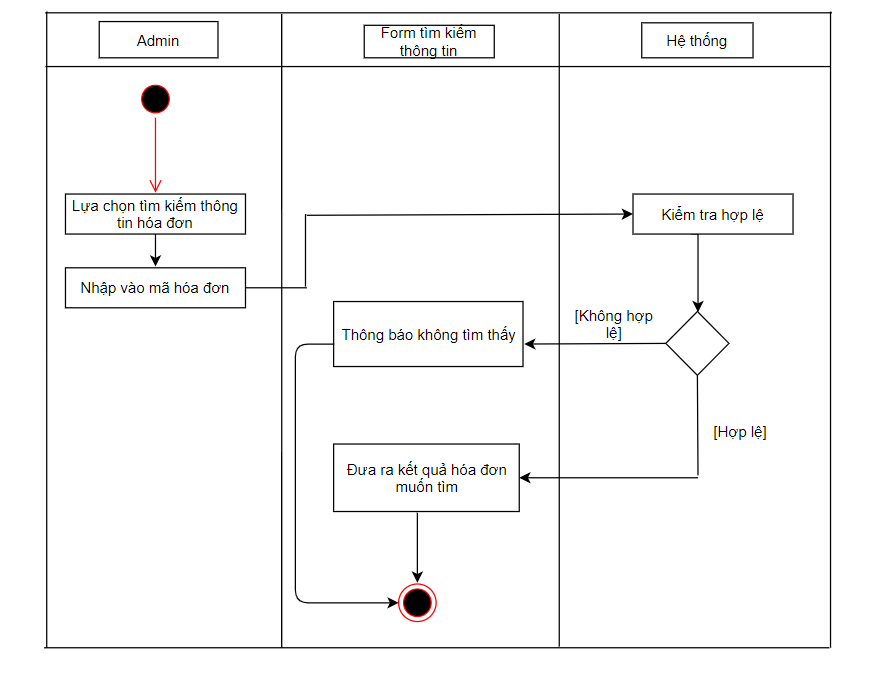 Admin
Form tìm kiếm
thông tin
Hệ thống
Lựa chọn tìm kiếm thông
tin hóa đơn
Kiểm tra hợp lệ
Nhập vào mã hóa đơn
[Không hợp
lệ]
Thông báo không tìm thấy
[Hợp lệ]
Đưa ra kết quả hóa đơn
muốn tìm